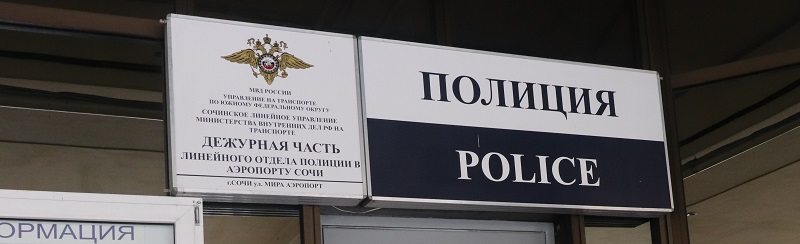 МВД РОССИИ
УПРАВЛЕНИЕ НА ТРАНСПОРТЕ
ПО ЮЖНОМУ ФЕДЕРАЛЬНОМУ ОКРУГУ
СОЧИНСКОЕ ЛИНЕЙНОЕ УПРАВЛЕНИЕ
МИНИСТЕРСТВА ВНУТРЕННИХ ДЕЛ РФ НА
ТРАНСПОРТЕ
ДЕЖУРНАЯ ЧАСТЬ
ЛИНЕЙНОГО ОТДЕЛА ПОЛИЦИИ В
АЭРОПОРТУ СОЧИ
г.СОЧИ ул. МИРА АЭРОПОРТ
ПОЛИЦИЯ
POLICE
ОРМАЦИЯ